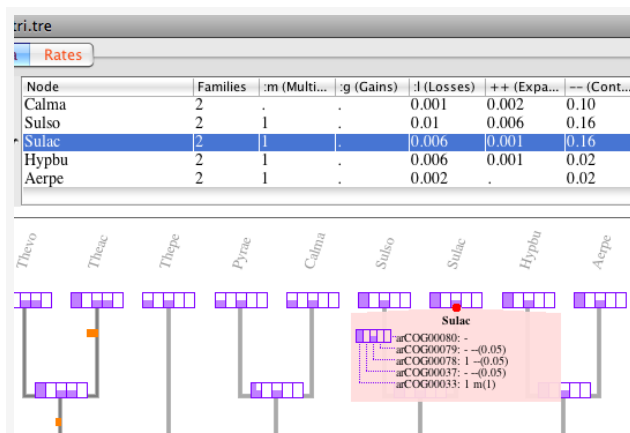 tri.tre
Rates
Node Families :m (Multi... :g (Gains) :l (Losses) ++ (Expa... -- (Cont...
Calma 2 . . 0.001 0.002 0.10
Sulso 2 1 . 0.01 0.006 0.16
Sulac 2 1 . 0.006 0.001 0.16
Hypbu 2 1 . 0.006 0.001 0.02
Aerpe 2 1 . 0.002 . 0.02
Thevo Theac Thepe Pyrae Calma Sulso Sulac Hypbu Aerpe
Sulac
arCOG00080: -
arCOG00079: - --(0.05)
arCOG00078: 1 --(0.05)
arCOG00037: - --(0.05)
arCOG00033: 1 m(1)